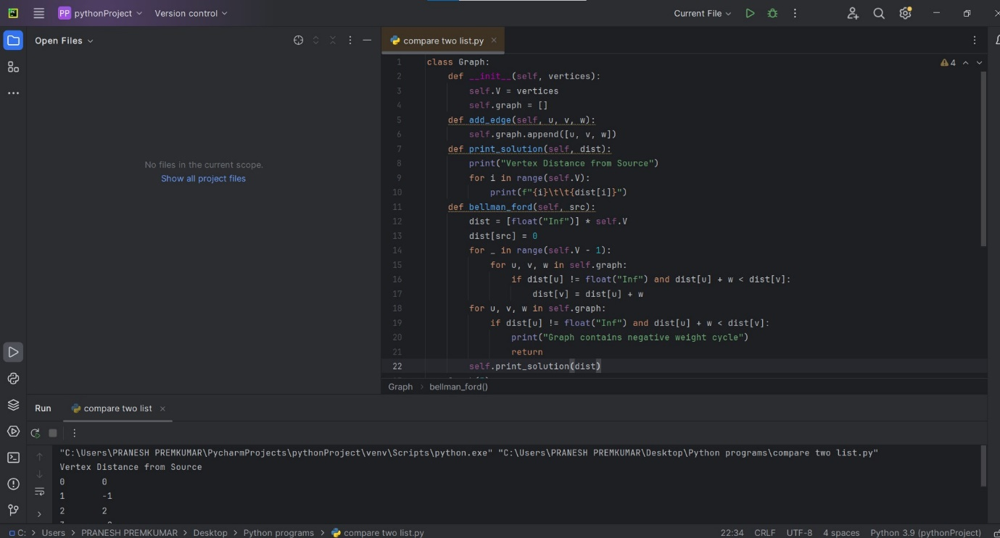 PP pythonProject Version control Current File
Open Files
compare two list.py
No files in the current scope.
Show all project files
4
1 class Graph:
2     def __init__(self, vertices):
3         self.V = vertices
4         self.graph = []
5     def add_edge(self, u, v, w):
6         self.graph.append([u, v, w])
7     def print_solution(self, dist):
8         print("Vertex Distance from Source")
9         for i in range(self.V):
10             print(f"{i}\t\t{dist[i]}")
11     def bellman_ford(self, src):
12         dist = [float("Inf")] * self.V
13         dist[src] = 0
14         for _ in range(self.V - 1):
15             for u, v, w in self.graph:
16                 if dist[u] != float("Inf") and dist[u] + w < dist[v]:
17                     dist[v] = dist[u] + w
18         for u, v, w in self.graph:
19             if dist[u] != float("Inf") and dist[u] + w < dist[v]:
20                 print("Graph contains negative weight cycle")
21                 return
22         self.print_solution(dist)
Graph › bellman_ford()
Run compare two list
"C:\Users\PRANESH PREMKUMAR\PycharmProjects\pythonProject\venv\Scripts\python.exe" "C:\Users\PRANESH PREMKUMAR\Desktop\Python programs\compare two list.py"
Vertex Distance from Source
0 0
1 -1
2 2
C: › Users › PRANESH PREMKUMAR › Desktop › Python programs › compare two list.py 22:34 CRLF UTF-8 4 spaces Python 3.9 (pythonProject)